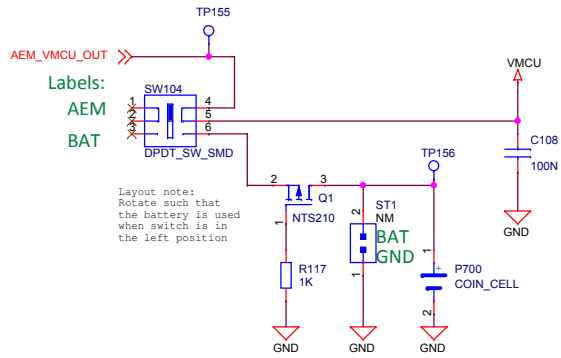 TP155
AEM_VMCU_OUT
VMCU
Labels:
SW104
AEM
1 4
2 5
BAT
3 6
DPDT_SW_SMD
C108
100N
TP156
Layout note:
Rotate such that
the battery is used
when switch is in
the left position
2 3
Q1
NTS210
1
ST1
NM
2
BAT
GND
1
GND
R117
1K
1
+
P700
COIN_CELL
2
GND
GND
GND